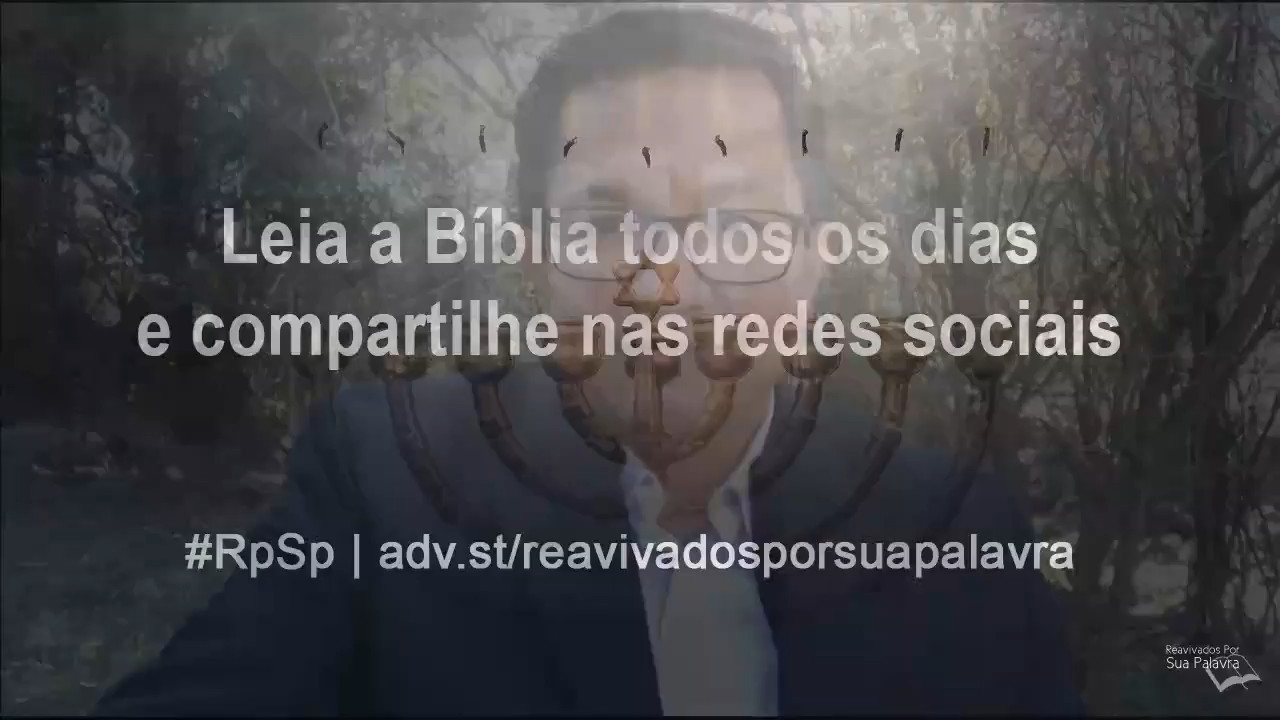 Leia a Bíblia todos os dias
e compartilhe nas redes sociais
#RpSp | adv.st/reavivadosporsuapalavra
Reavivados Por
Sua Palavra